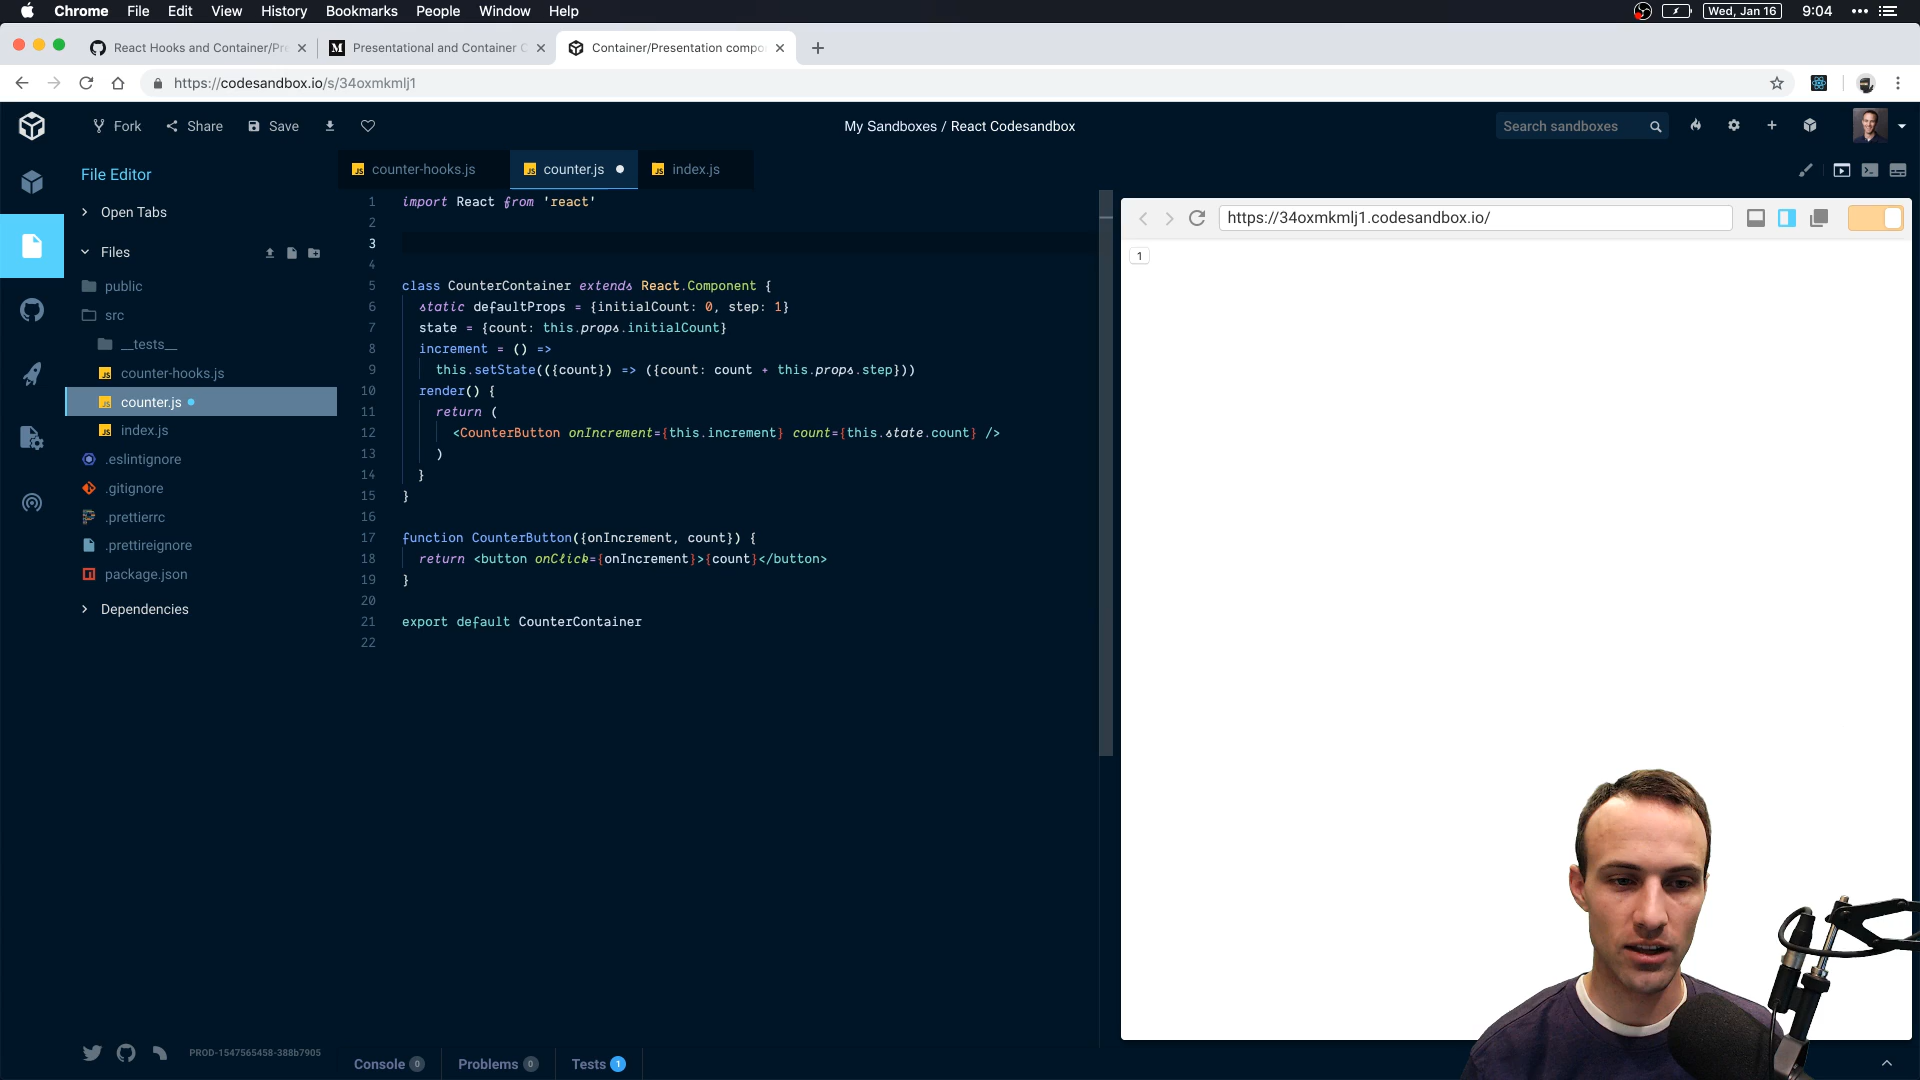 Chrome File Edit View History Bookmarks People Window Help
Wed, Jan 16 9:04
React Hooks and Container/Pre
Presentational and Container C
Container/Presentation compo
https://codesandbox.io/s/34oxmkmlj1
Fork Share Save
My Sandboxes / React Codesandbox
Search sandboxes
File Editor
Open Tabs
Files
public
src
__tests__
counter-hooks.js
counter.js
index.js
.eslintignore
.gitignore
.prettierrc
.prettireignore
package.json
Dependencies
PROD-1547565458-388b7905
counter-hooks.js counter.js index.js
1 import React from 'react'
2
3
4
5 class CounterContainer extends React.Component {
6 static defaultProps = {initialCount: 0, step: 1}
7 state = {count: this.props.initialCount}
8 increment = () =>
9 this.setState(({count}) => ({count: count + this.props.step}))
10 render() {
11 return (
12 <CounterButton onIncrement={this.increment} count={this.state.count} />
13 )
14 }
15 }
16
17 function CounterButton({onIncrement, count}) {
18 return <button onClick={onIncrement}>{count}</button>
19 }
20
21 export default CounterContainer
22
Console 0 Problems 0 Tests 1
https://34oxmkmlj1.codesandbox.io/
1